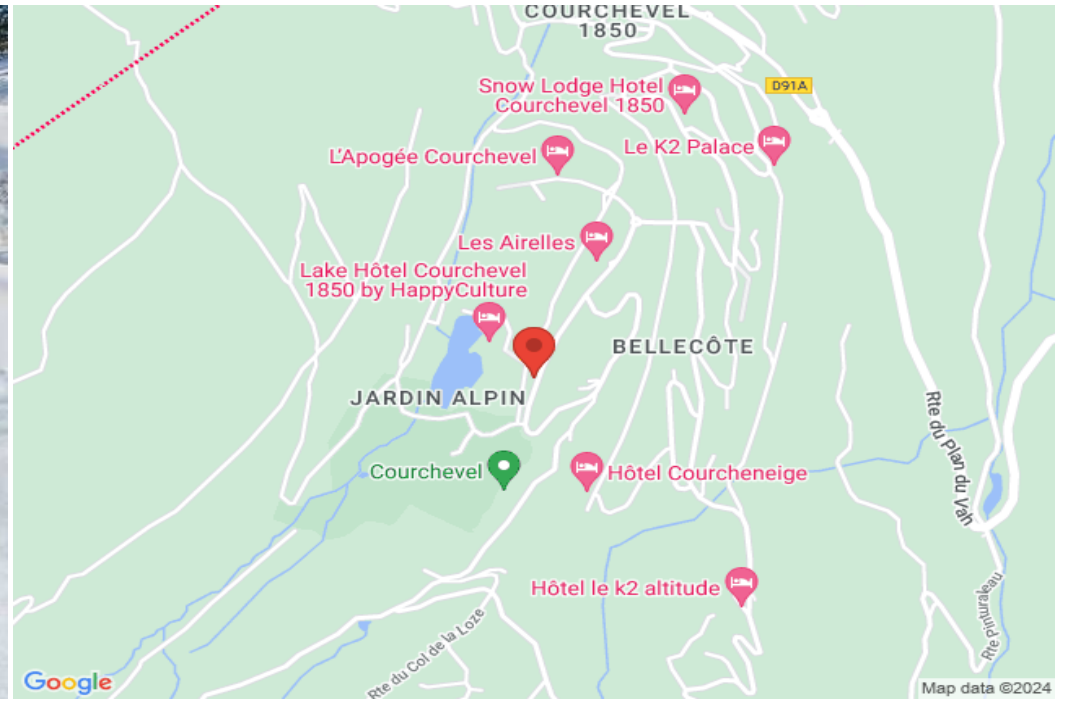 COURCHEVEL
1850
Snow Lodge Hotel
Courchevel 1850
D91A
L'Apogée Courchevel
Le K2 Palace
Les Airelles
Lake Hôtel Courchevel
1850 by HappyCulture
BELLECÔTE
JARDIN ALPIN
Rte du Plan du Vah
Courchevel
Hôtel Courcheneige
Hôtel le k2 altitude
Rte du Col de la Loze
Rte Pinturaleau
Google
Map data ©2024